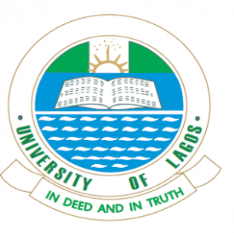 UNIVERSITY OF LAGOS
IN DEED AND IN TRUTH